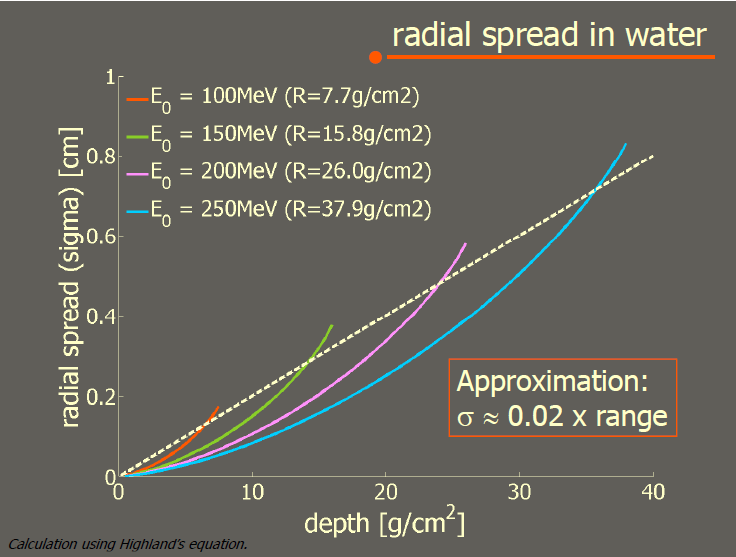 radial spread in water
1
0.8
0.6
0.4
0.2
0
radial spread (sigma) [cm]
E₀ = 100MeV (R=7.7g/cm2)
E₀ = 150MeV (R=15.8g/cm2)
E₀ = 200MeV (R=26.0g/cm2)
E₀ = 250MeV (R=37.9g/cm2)
Approximation:
σ ≈ 0.02 x range
0 10 20 30 40
depth [g/cm²]
Calculation using Highland's equation.